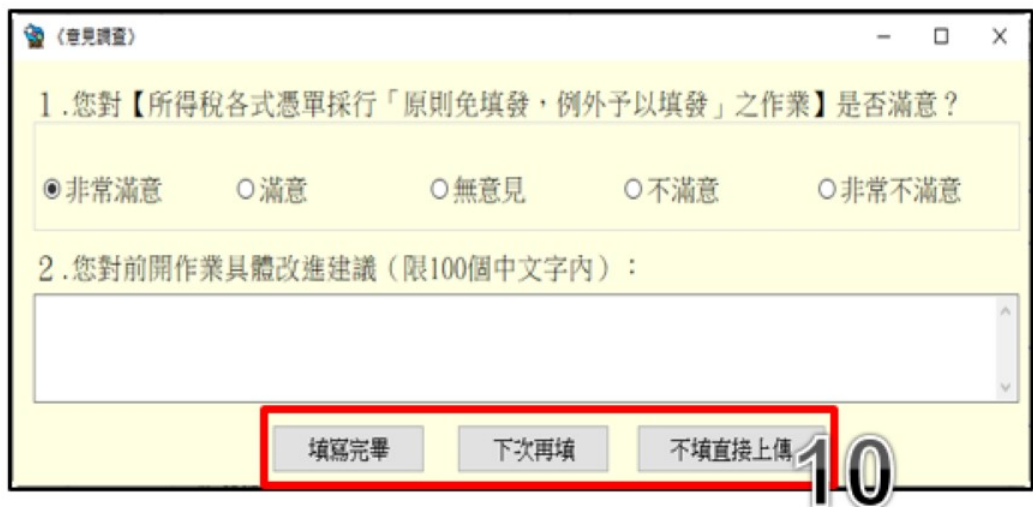 《意見調查》
1.您對【所得稅各式憑單採行「原則免填發，例外予以填發」之作業】是否滿意？
非常滿意 滿意 無意見 不滿意 非常不滿意
2.您對前開作業具體改進建議（限100個中文字內）：
填寫完畢 下次再填 不填直接上傳
10